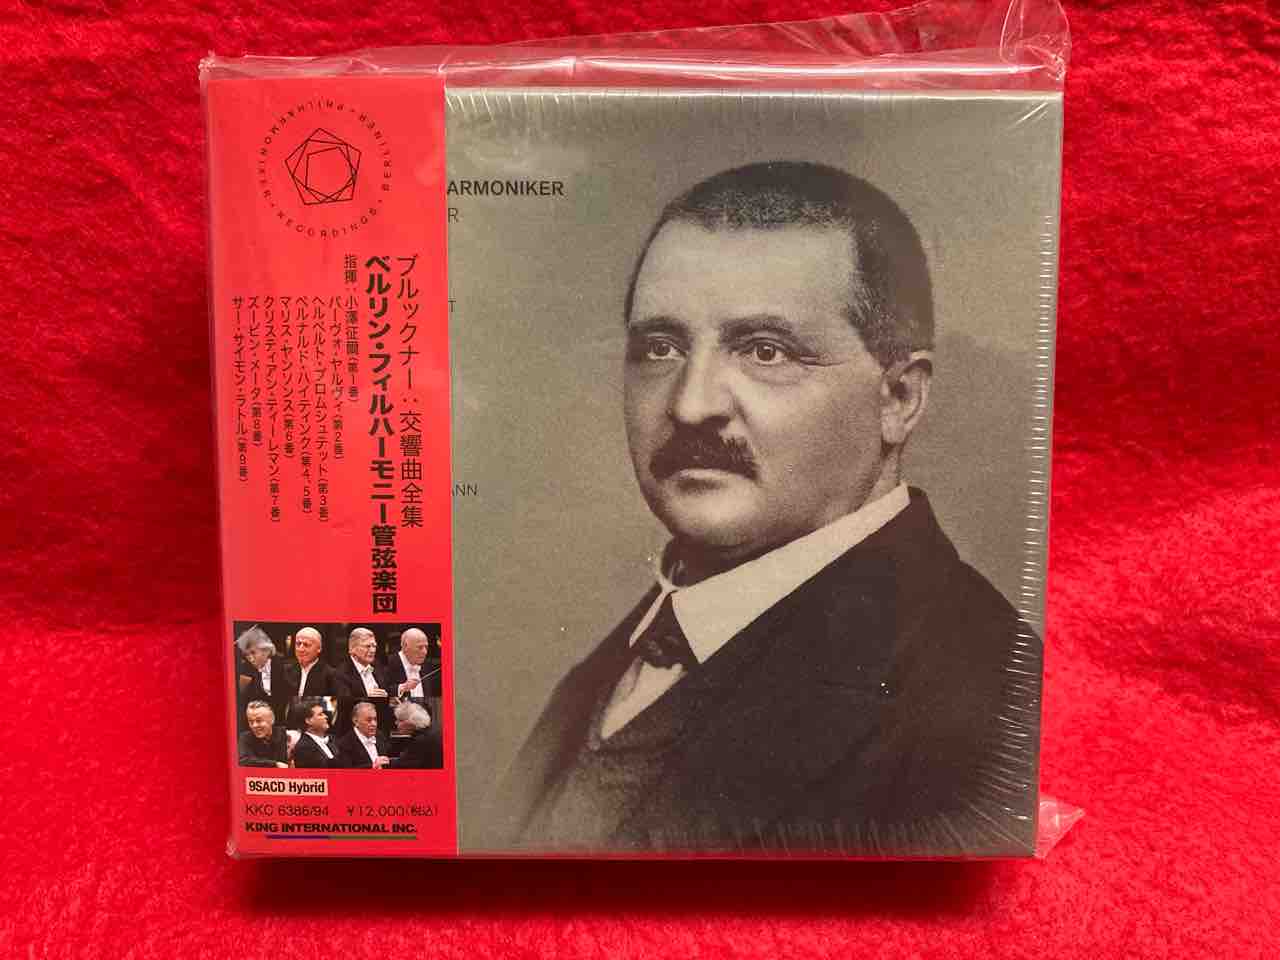 BERLINER PHILHARMONIKER • RECORDINGS •
ARMONIKER
R
T
ANN
ブルックナー:交響曲全集
ベルリン・フィルハーモニー管弦楽団
指揮:小澤征爾(第1番)
パーヴォ・ヤルヴィ(第2番)
ヘルベルト・ブロムシュテット(第3番)
ベルナルド・ハイティンク(第4、5番)
マリス・ヤンソンス(第6番)
クリスティアン・ティーレマン(第7番)
ズービン・メータ(第8番)
サー・サイモン・ラトル(第9番)
9SACD Hybrid
KKC 6386/94 ¥12,000(税込)
KING INTERNATIONAL INC.